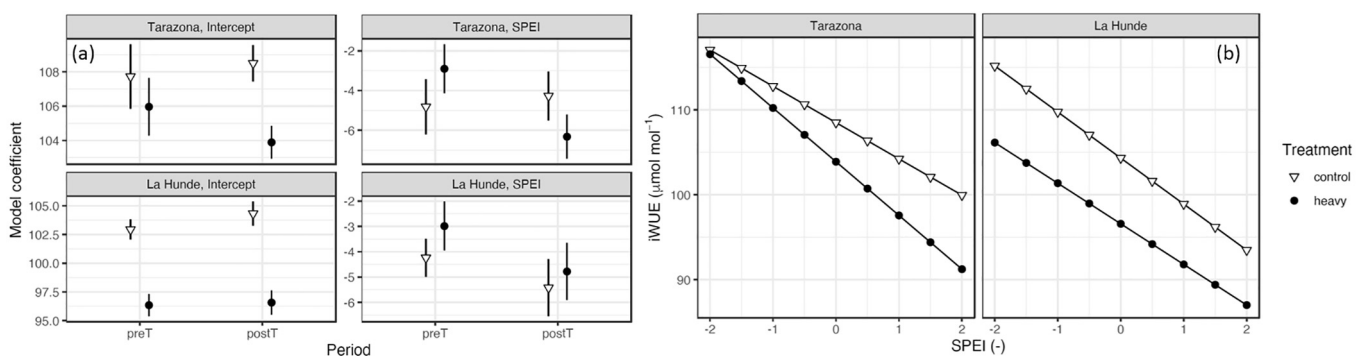 Tarazona, Intercept
Tarazona, SPEI
(a)
108
106
104
-2
-4
-6
La Hunde, Intercept
La Hunde, SPEI
105.0
102.5
100.0
97.5
95.0
-2
-3
-4
-5
-6
preT
postT
preT
postT
Model coefficient
Period
Tarazona
La Hunde
(b)
iWUE (μmol mol⁻¹)
110
100
90
-2
-1
0
1
2
-2
-1
0
1
2
SPEI (-)
Treatment
control
heavy